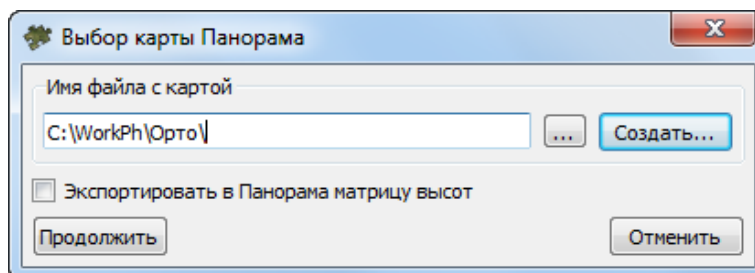 Выбор карты Панорама
Имя файла с картой
C:\WorkPh\Орто\
...
Создать...
Экспортировать в Панорама матрицу высот
Продолжить
Отменить